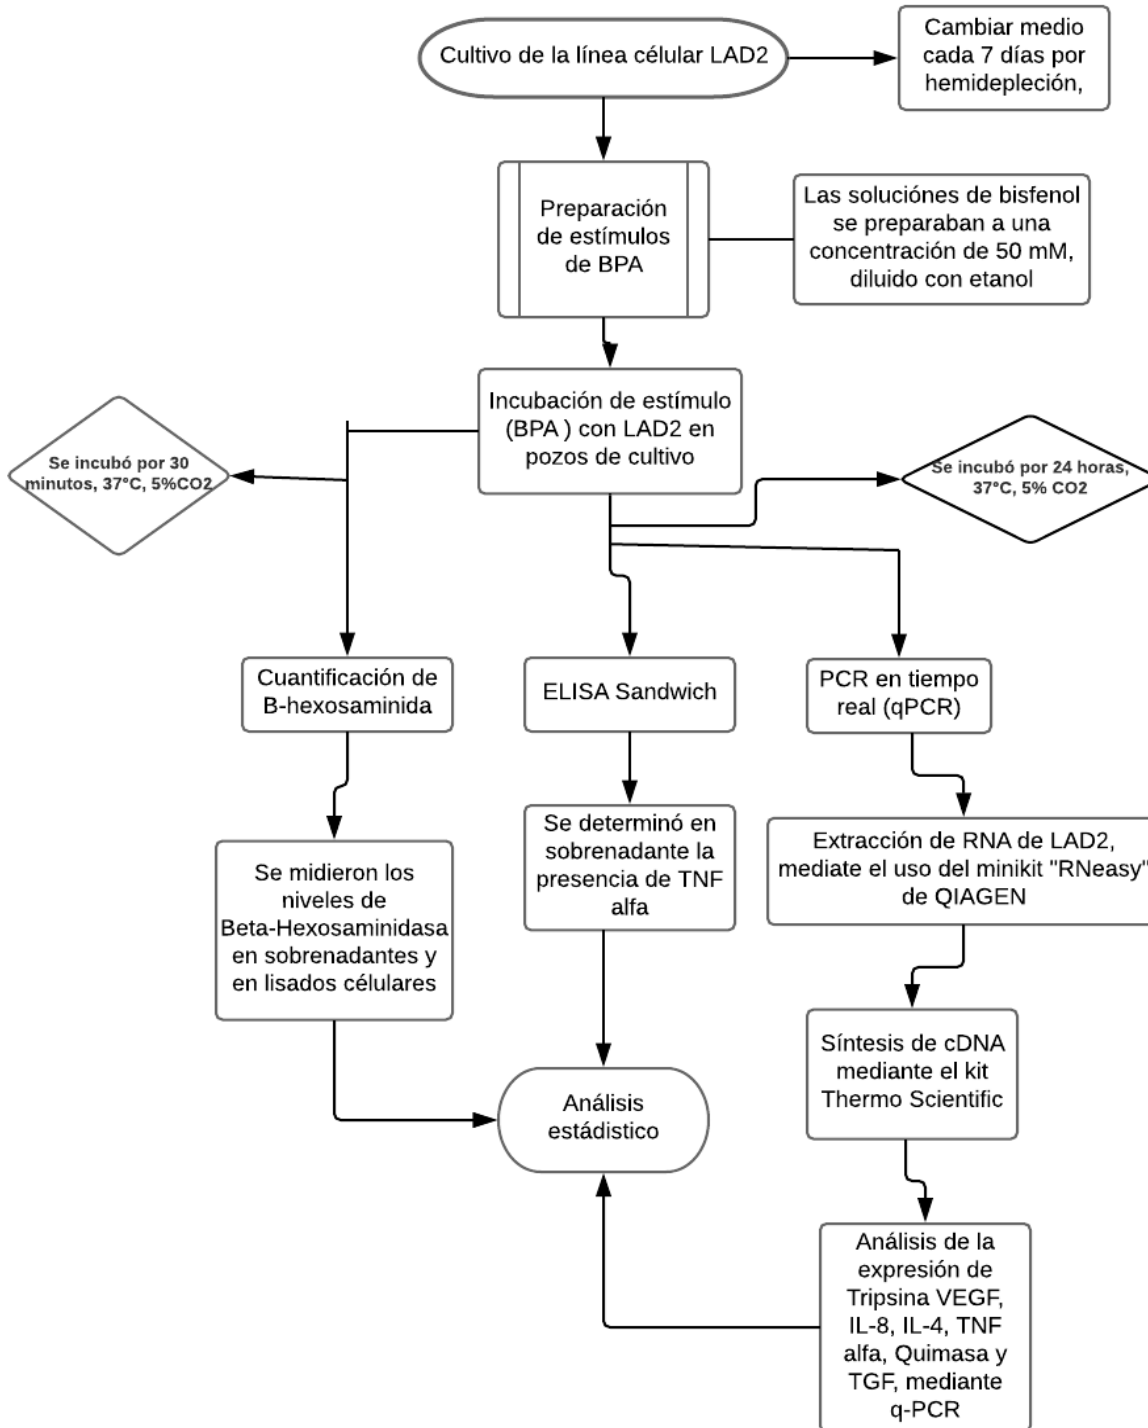 Cultivo de la línea célular LAD2
Cambiar medio
cada 7 días por
hemidepleción,
Preparación
de estímulos
de BPA
Las soluciónes de bisfenol
se preparaban a una
concentración de 50 mM,
diluido con etanol
Incubación de estímulo
(BPA ) con LAD2 en
pozos de cultivo
Se incubó por 30
minutos, 37°C, 5%CO2
Se incubó por 24 horas,
37°C, 5% CO2
Cuantificación de
B-hexosaminida
ELISA Sandwich
PCR en tiempo
real (qPCR)
Se midieron los
niveles de
Beta-Hexosaminidasa
en sobrenadantes y
en lisados célulares
Se determinó en
sobrenadante la
presencia de TNF
alfa
Extracción de RNA de LAD2,
mediate el uso del minikit "RNeasy"
de QIAGEN
Síntesis de cDNA
mediante el kit
Thermo Scientific
Análisis
estádistico
Análisis de la
expresión de
Tripsina VEGF,
IL-8, IL-4, TNF
alfa, Quimasa y
TGF, mediante
q-PCR